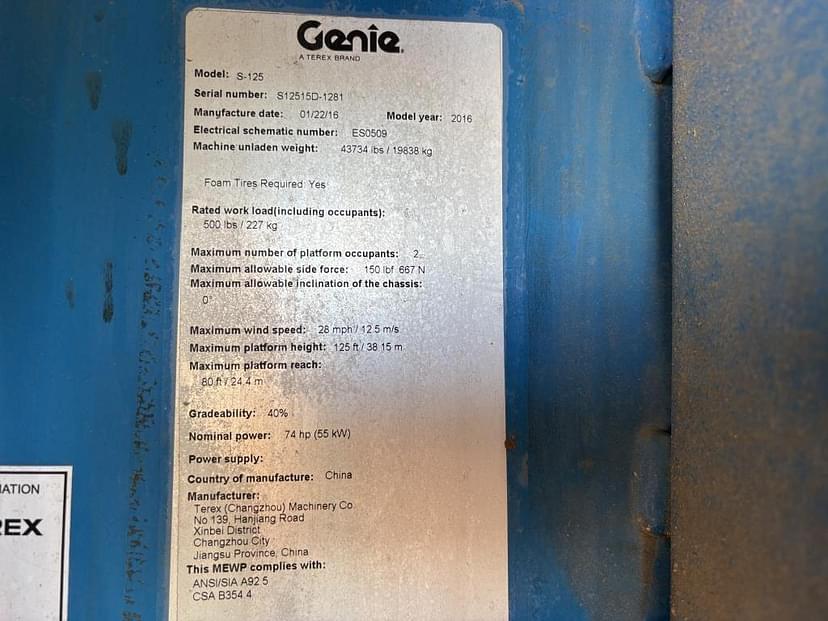 Genie
A TEREX BRAND
Model: S-125
Serial number: S12515D-1281
Manyfacture date: 01/22/16 Model year: 2016
Electrical schematic number: ES0509
Machine unladen weight: 43734 lbs / 19838 kg
Foam Tires Required: Yes
Rated work load(including occupants):
500 lbs / 227 kg
Maximum number of platform occupants: 2
Maximum allowable side force: 150 lbf 667 N
Maximum allowable inclination of the chassis:
0°
Maximum wind speed: 28 mph / 12.5 m/s
Maximum platform height: 125 ft / 38.15 m
Maximum platform reach:
80 ft / 24.4 m
Gradeability: 40%
Nominal power: 74 hp (55 kW)
Power supply:
Country of manufacture: China
Manufacturer:
Terex (Changzhou) Machinery Co
No 139, Hanjiang Road
Xinbei District
Changzhou City
Jiangsu Province, China
This MEWP complies with:
ANSI/SIA A92.5
CSA B354.4
IATION
REX